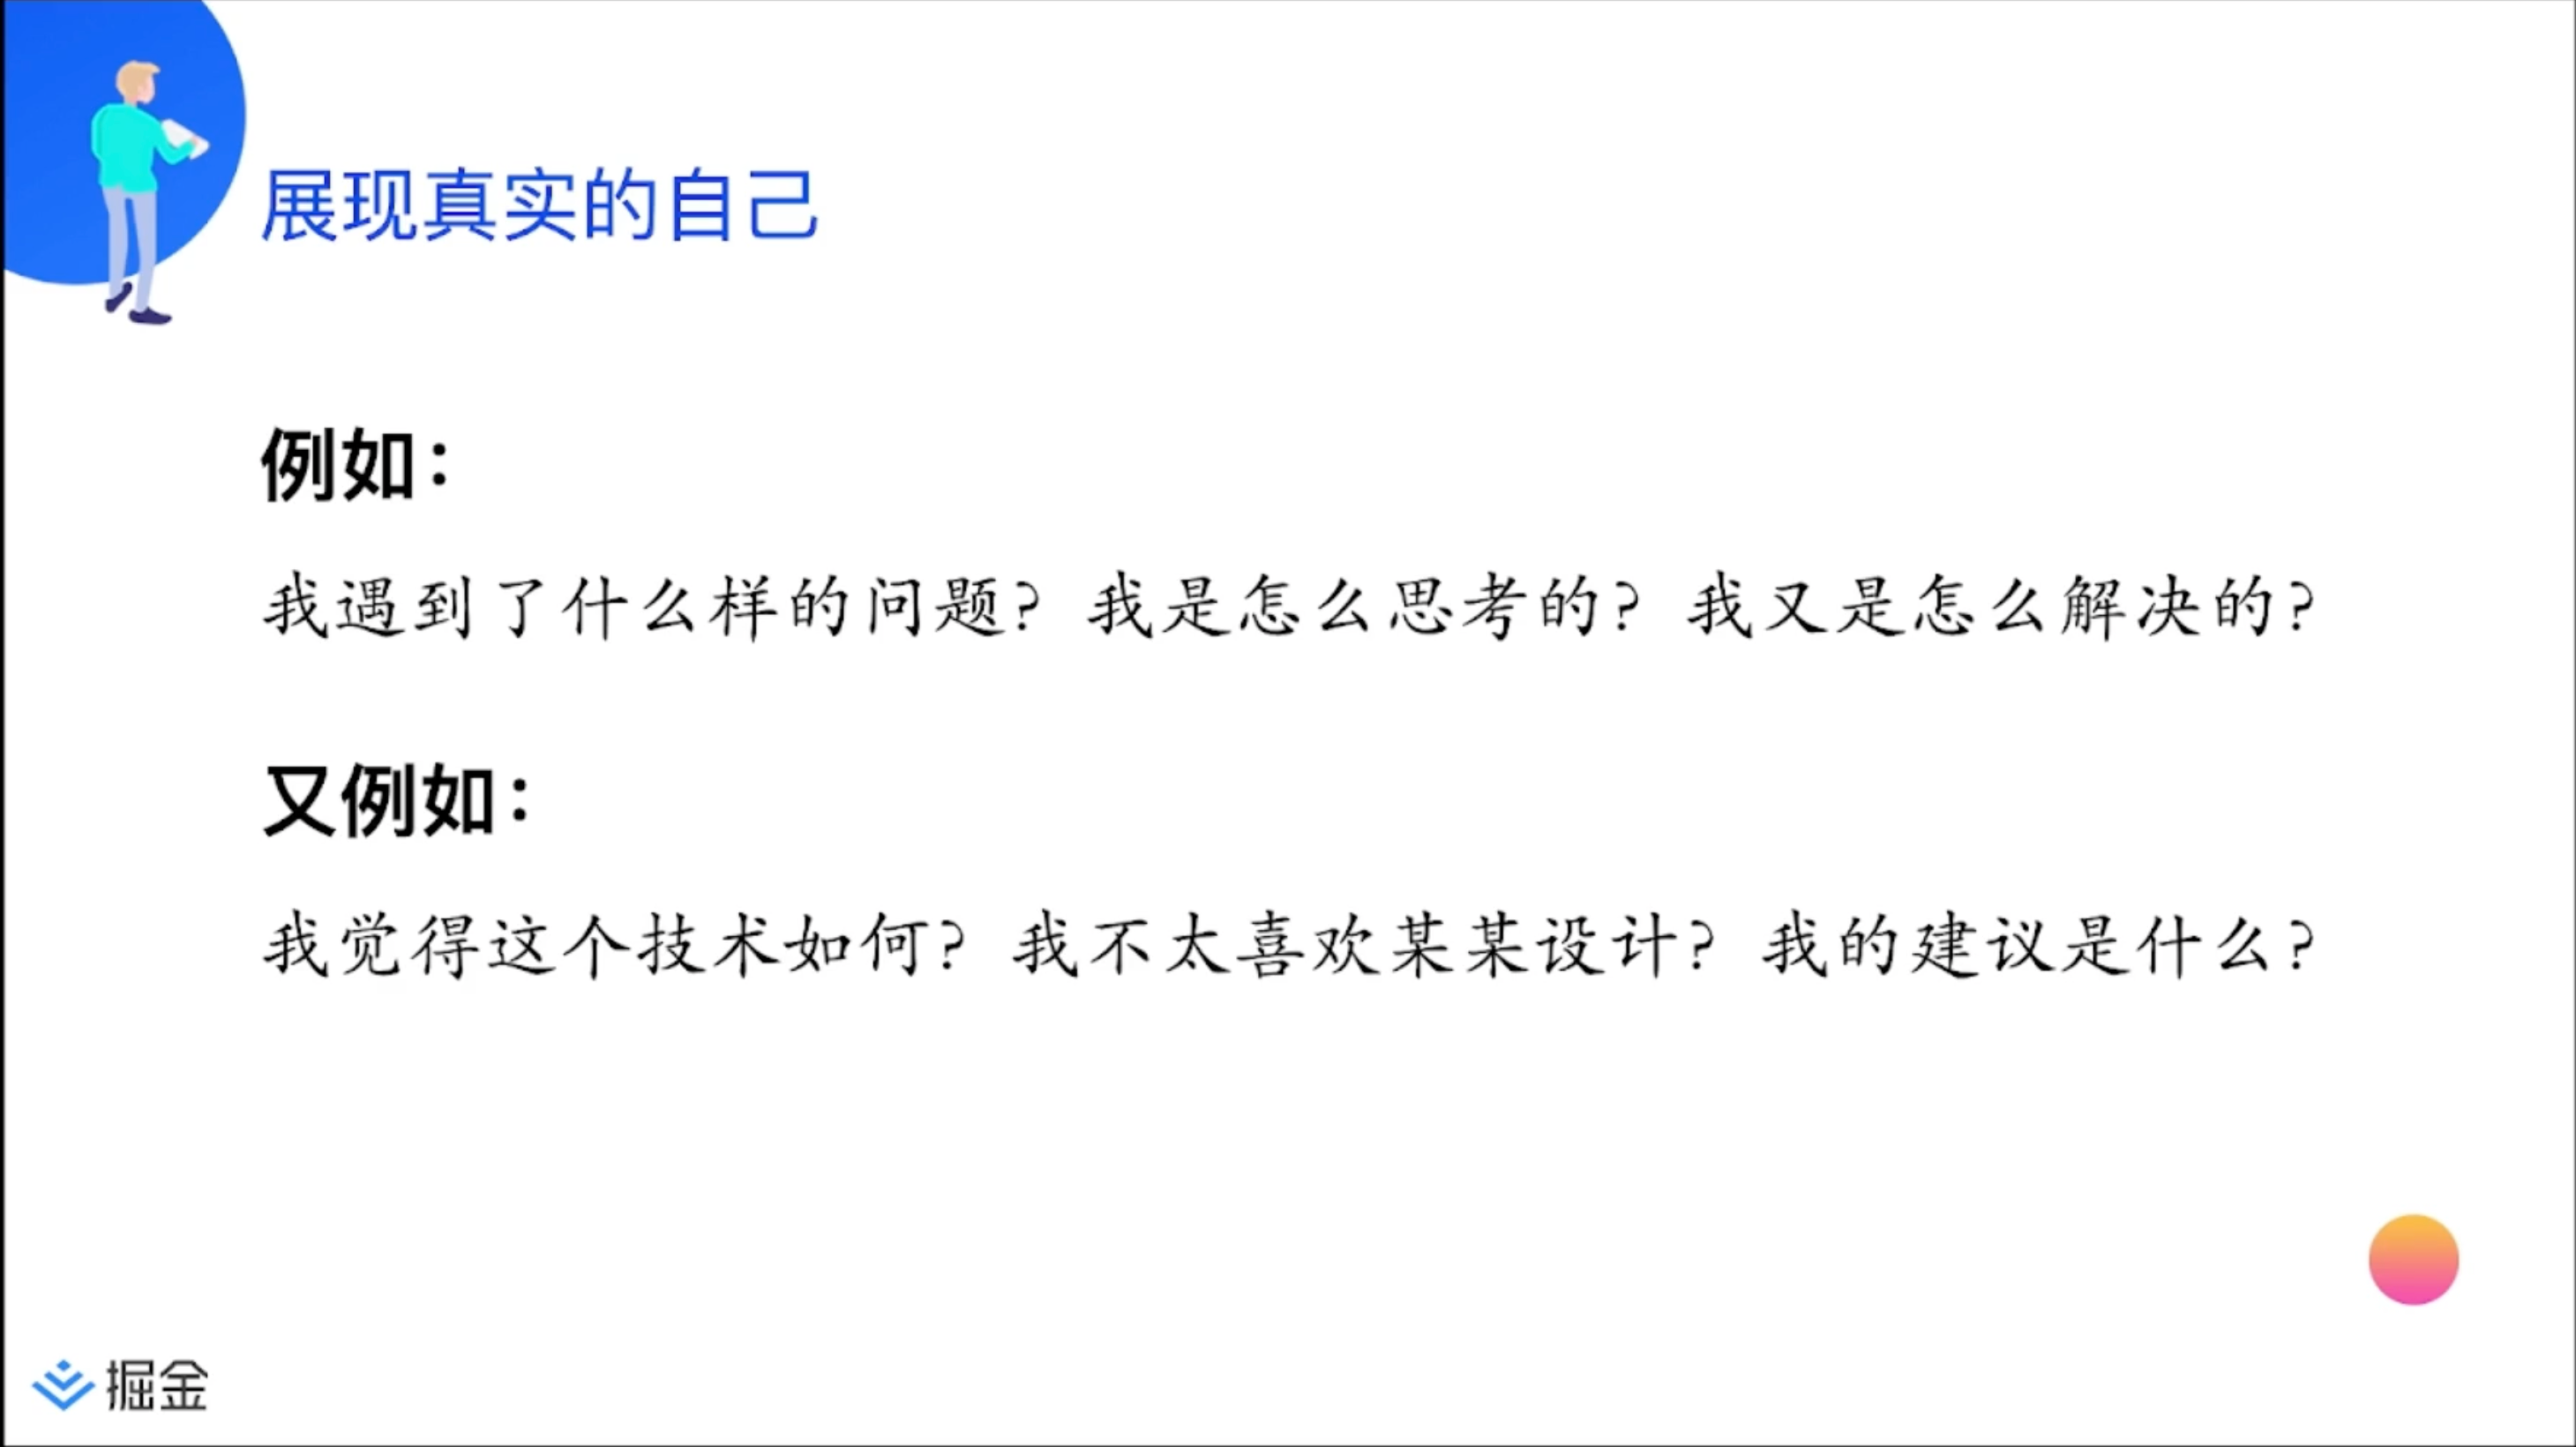 展现真实的自己
例如：
我遇到了什么样的问题？我是怎么思考的？我又是怎么解决的？
又例如：
我觉得这个技术如何？我不太喜欢某某设计？我的建议是什么？
掘金